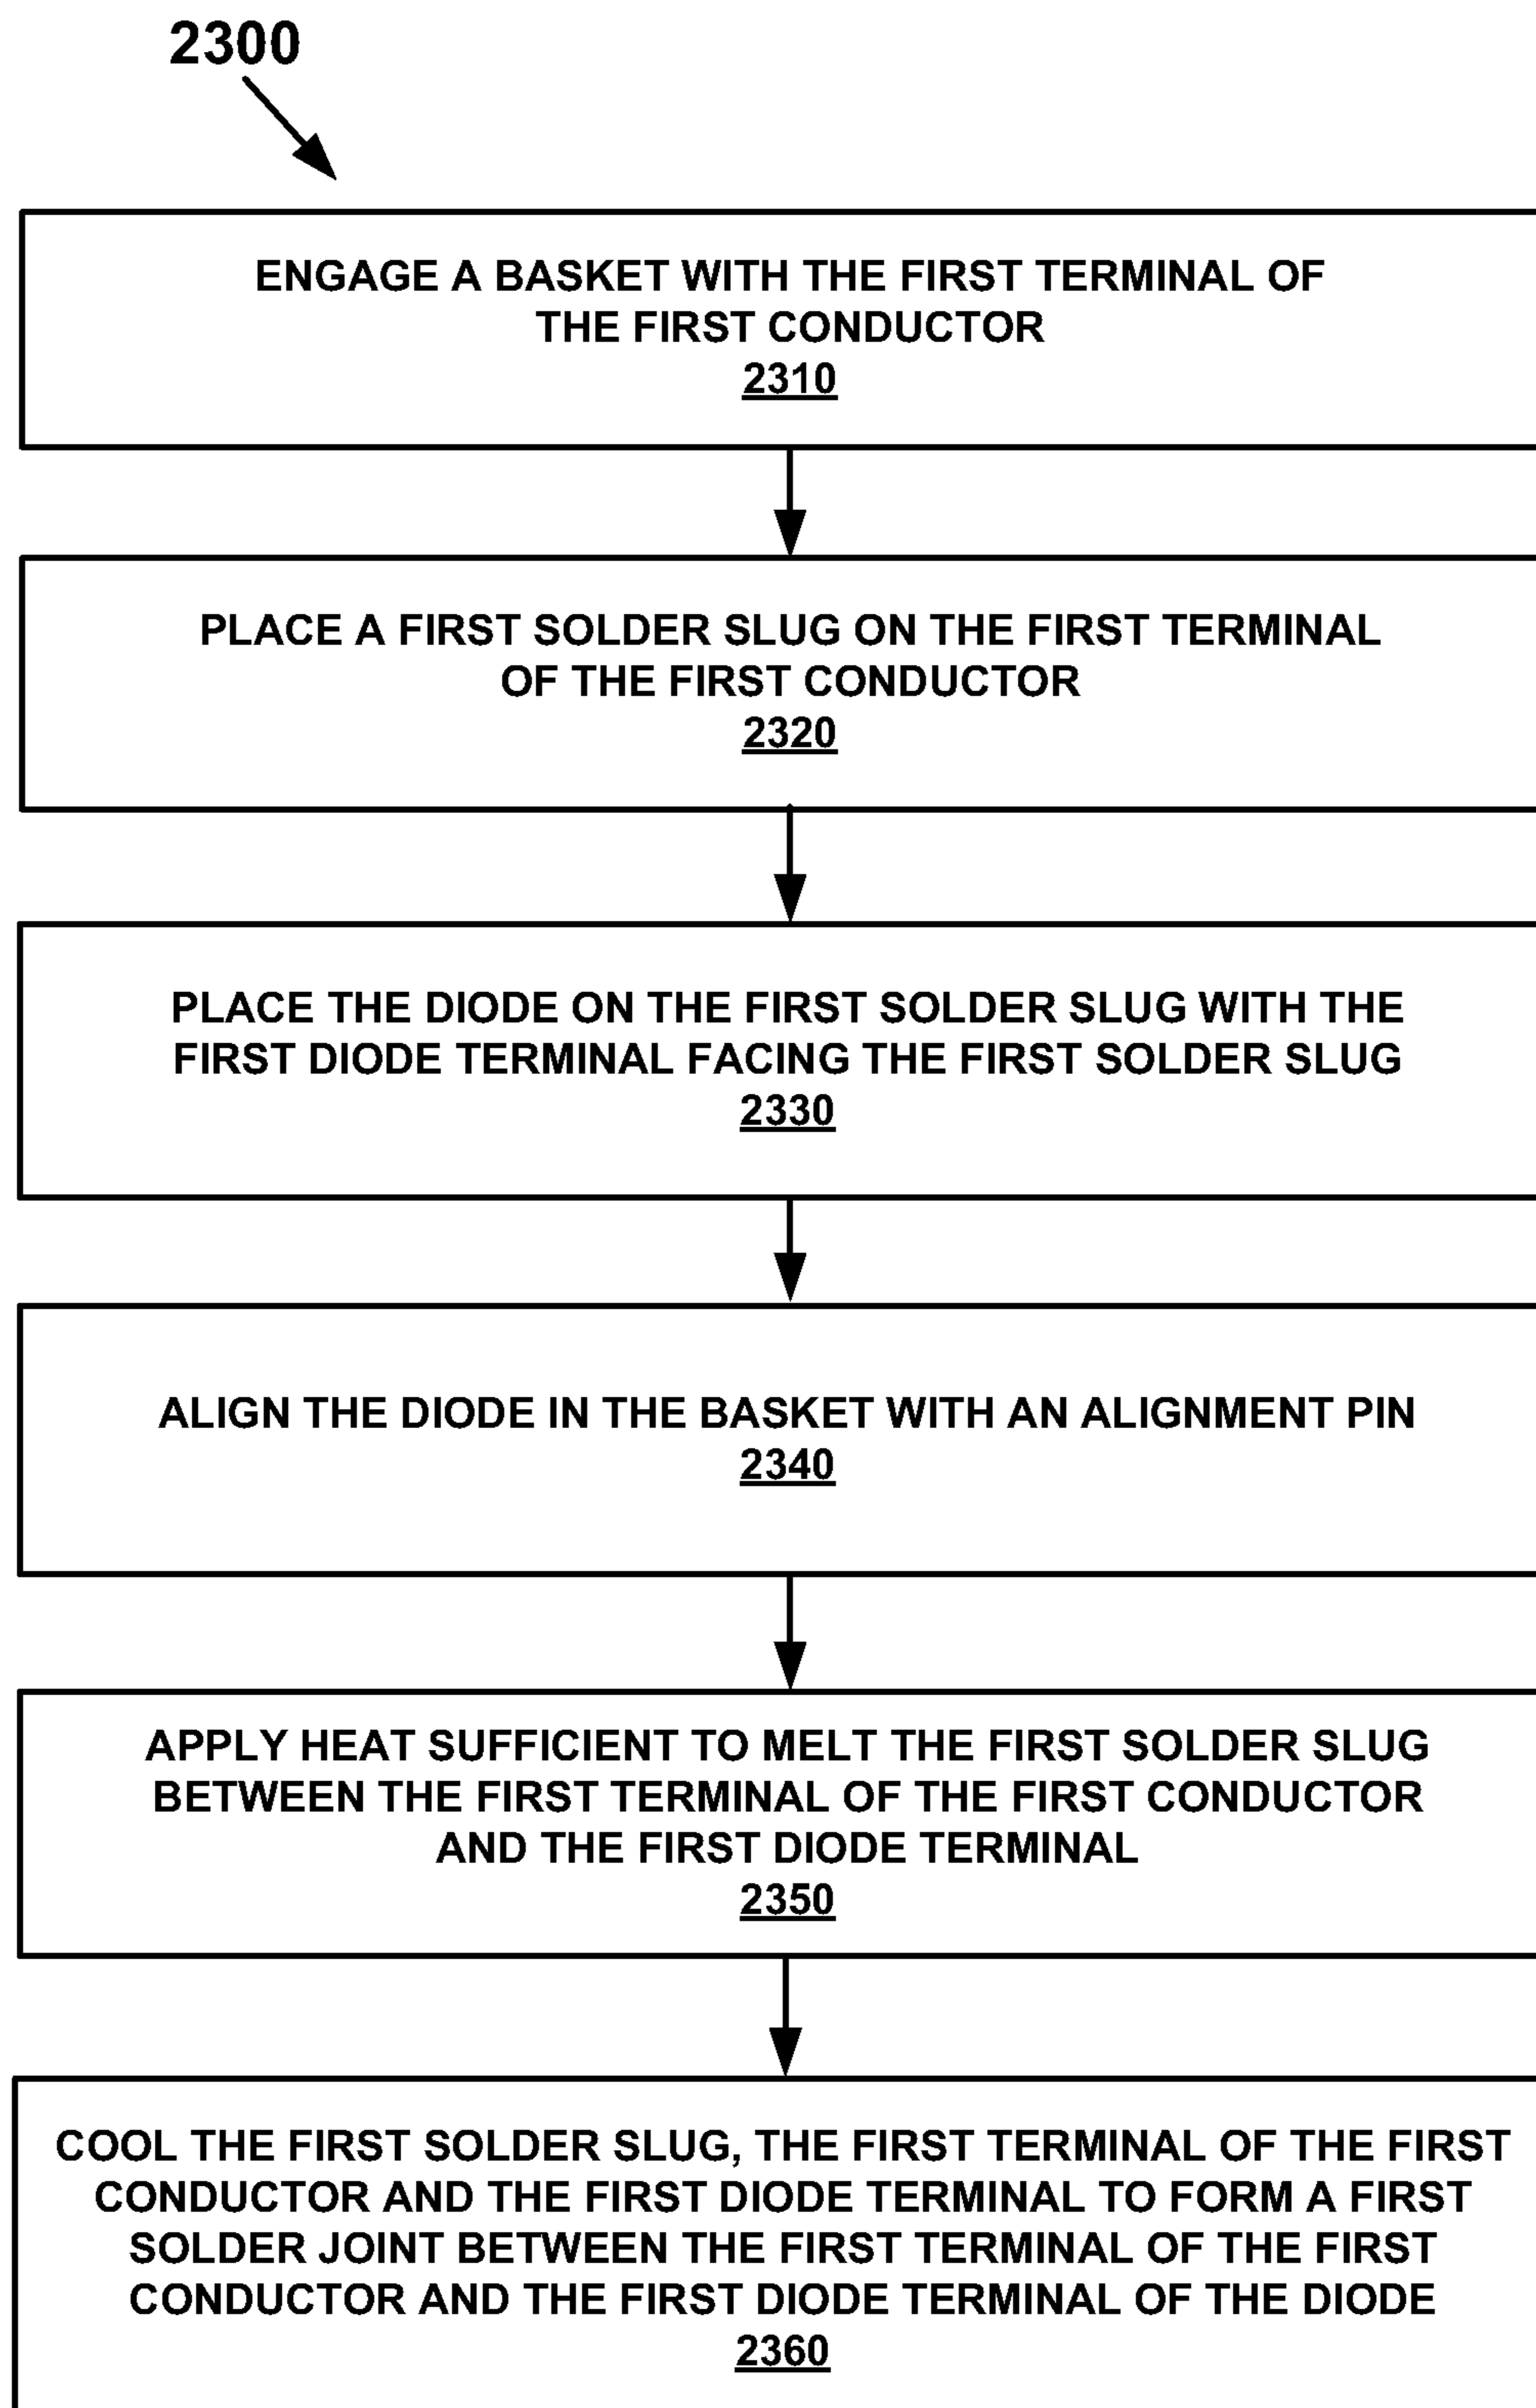 2300
ENGAGE A BASKET WITH THE FIRST TERMINAL OF
THE FIRST CONDUCTOR
2310
PLACE A FIRST SOLDER SLUG ON THE FIRST TERMINAL
OF THE FIRST CONDUCTOR
2320
PLACE THE DIODE ON THE FIRST SOLDER SLUG WITH THE
FIRST DIODE TERMINAL FACING THE FIRST SOLDER SLUG
2330
ALIGN THE DIODE IN THE BASKET WITH AN ALIGNMENT PIN
2340
APPLY HEAT SUFFICIENT TO MELT THE FIRST SOLDER SLUG
BETWEEN THE FIRST TERMINAL OF THE FIRST CONDUCTOR
AND THE FIRST DIODE TERMINAL
2350
COOL THE FIRST SOLDER SLUG, THE FIRST TERMINAL OF THE FIRST
CONDUCTOR AND THE FIRST DIODE TERMINAL TO FORM A FIRST
SOLDER JOINT BETWEEN THE FIRST TERMINAL OF THE FIRST
CONDUCTOR AND THE FIRST DIODE TERMINAL OF THE DIODE
2360